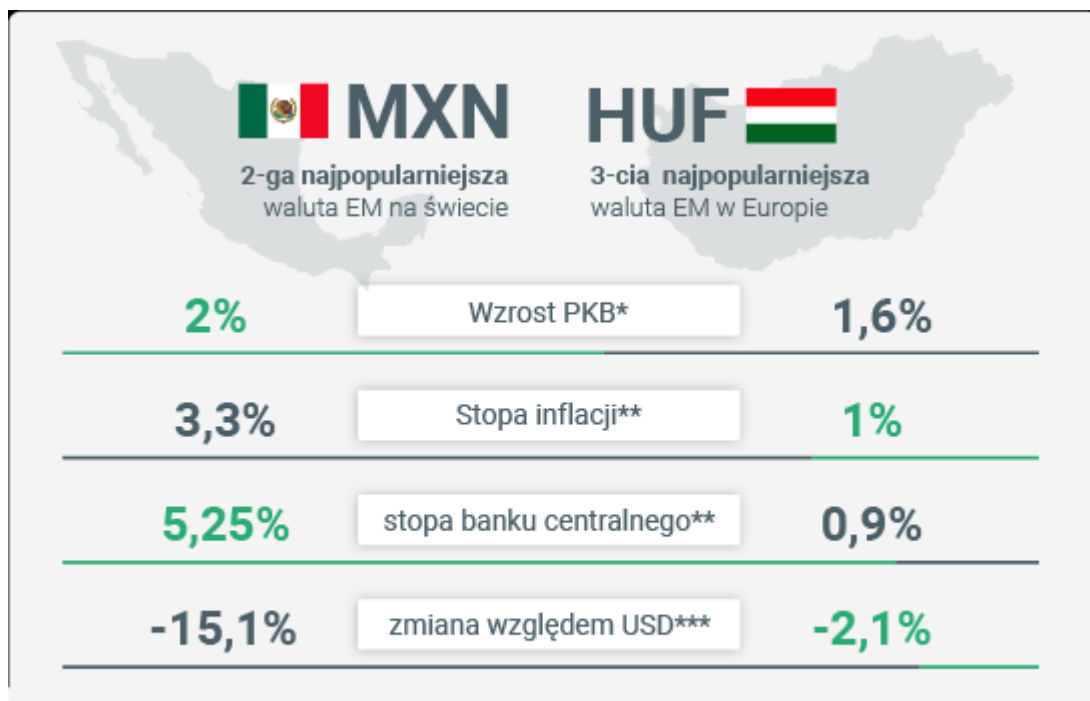 MXN
2-ga najpopularniejsza
waluta EM na świecie
HUF
3-cia najpopularniejsza
waluta EM w Europie
2% Wzrost PKB* 1,6%
3,3% Stopa inflacji** 1%
5,25% stopa banku centralnego** 0,9%
-15,1% zmiana względem USD*** -2,1%